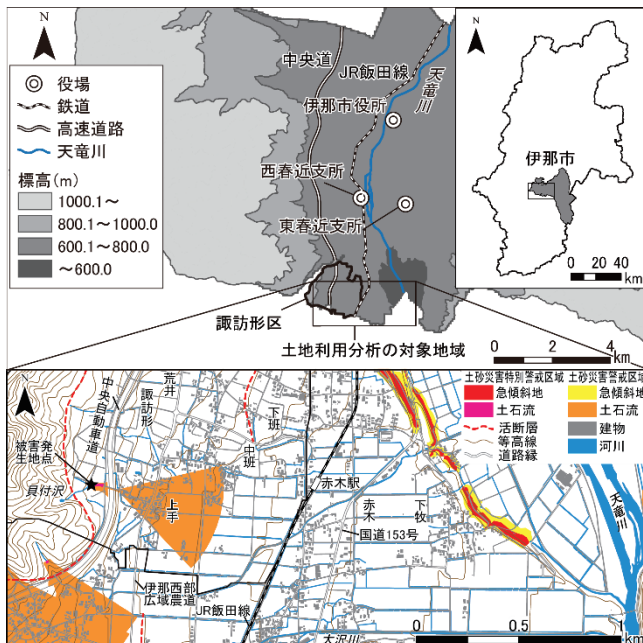 N
役場
鉄道
高速道路
天竜川
標高(m)
1000.1～
800.1～1000.0
600.1～800.0
～600.0
中央道
JR飯田線
天竜川
伊那市役所
西春近支所
東春近支所
諏訪形区
土地利用分析の対象地域
0 2 4
km
N
伊那市
0 20 40
km
N
中央自動車道
諏訪形
荒井
下班
中班
被害発
生地点
貝付沢
上手
赤木駅
赤木
下牧
国道153号
伊那西部
広域農道
JR飯田線
大沢川
天竜川
土砂災害特別警戒区域
急傾斜地
土石流
活断層
等高線
道路縁
土砂災害警戒区域
急傾斜地
土石流
建物
河川
0 0.5 1.0
km